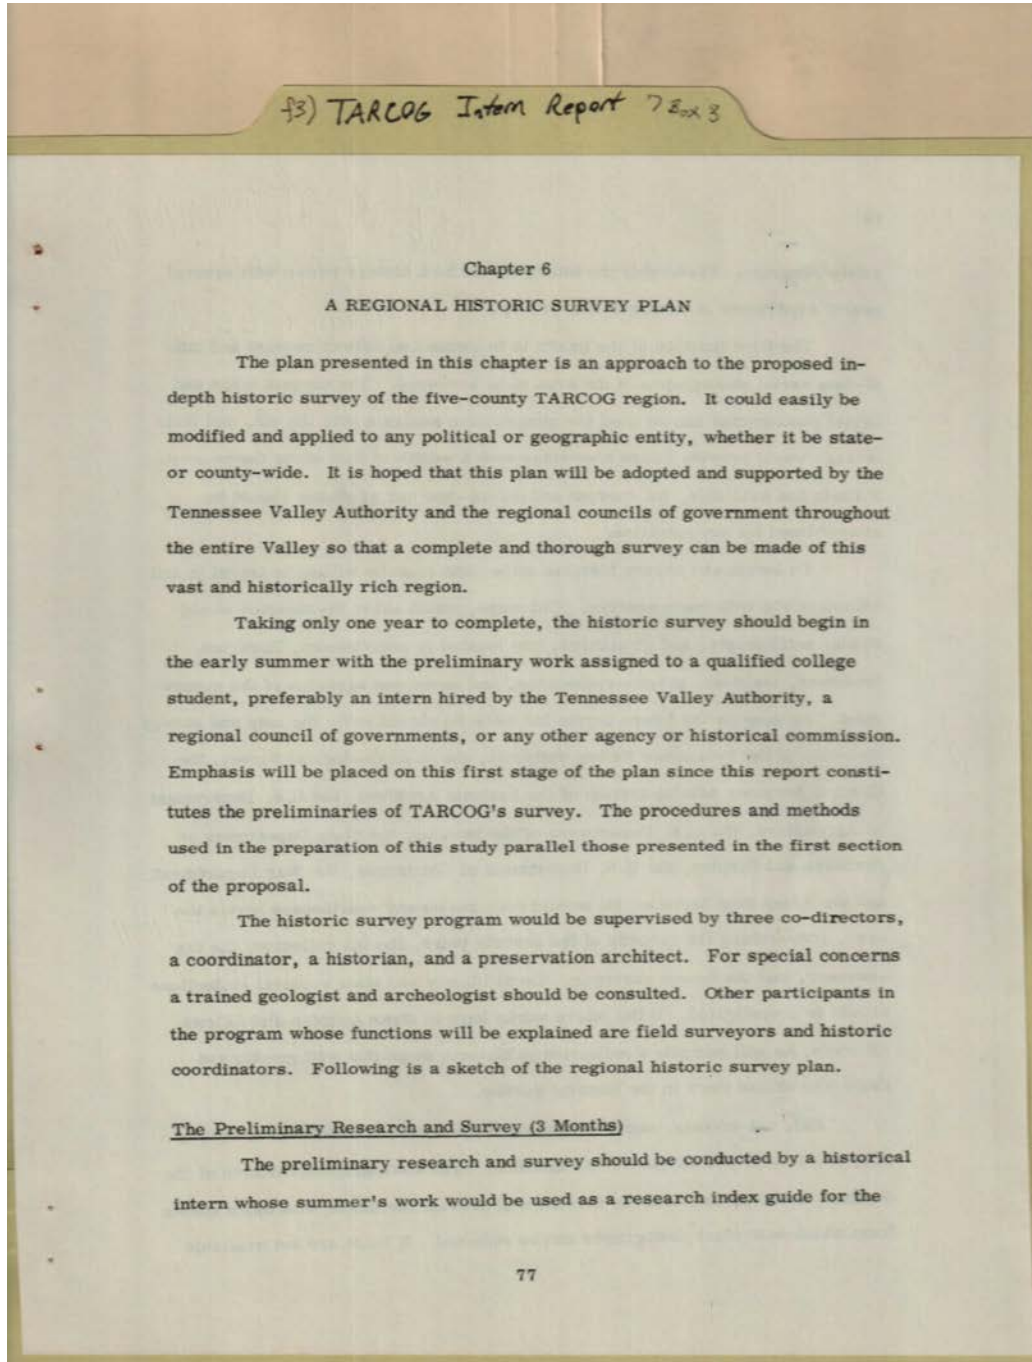 f3) TARCOG Intern Report 7 Box 3
Chapter 6
A REGIONAL HISTORIC SURVEY PLAN
The plan presented in this chapter is an approach to the proposed in-
depth historic survey of the five-county TARCOG region. It could easily be
modified and applied to any political or geographic entity, whether it be state-
or county-wide. It is hoped that this plan will be adopted and supported by the
Tennessee Valley Authority and the regional councils of government throughout
the entire Valley so that a complete and thorough survey can be made of this
vast and historically rich region.
Taking only one year to complete, the historic survey should begin in
the early summer with the preliminary work assigned to a qualified college
student, preferably an intern hired by the Tennessee Valley Authority, a
regional council of governments, or any other agency or historical commission.
Emphasis will be placed on this first stage of the plan since this report consti-
tutes the preliminaries of TARCOG's survey. The procedures and methods
used in the preparation of this study parallel those presented in the first section
of the proposal.
The historic survey program would be supervised by three co-directors,
a coordinator, a historian, and a preservation architect. For special concerns
a trained geologist and archeologist should be consulted. Other participants in
the program whose functions will be explained are field surveyors and historic
coordinators. Following is a sketch of the regional historic survey plan.
The Preliminary Research and Survey (3 Months)
The preliminary research and survey should be conducted by a historical
intern whose summer's work would be used as a research index guide for the
77